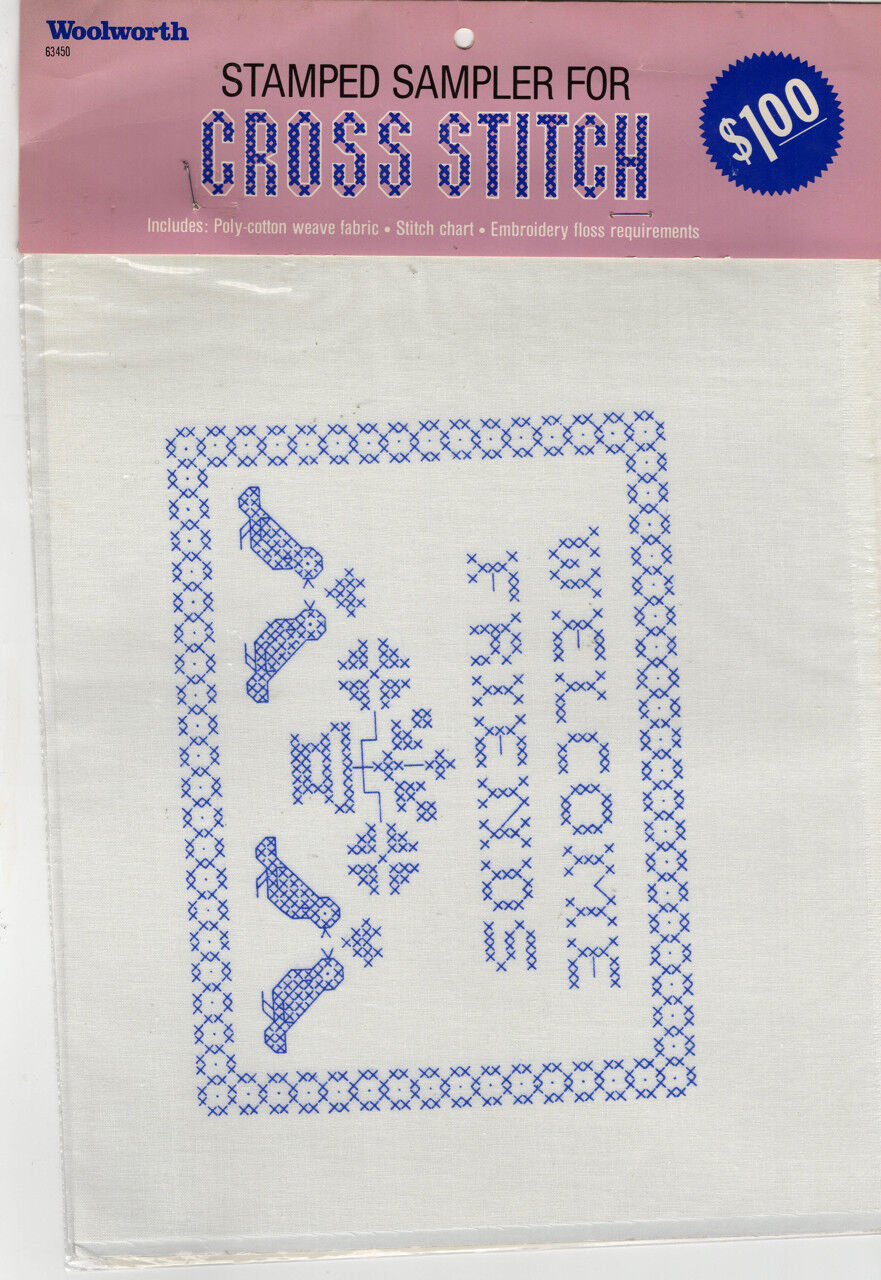 Woolworth
63450
STAMPED SAMPLER FOR
CROSS STITCH
$1.00
Includes: Poly-cotton weave fabric • Stitch chart • Embroidery floss requirements
WELCOME
FRIENDS